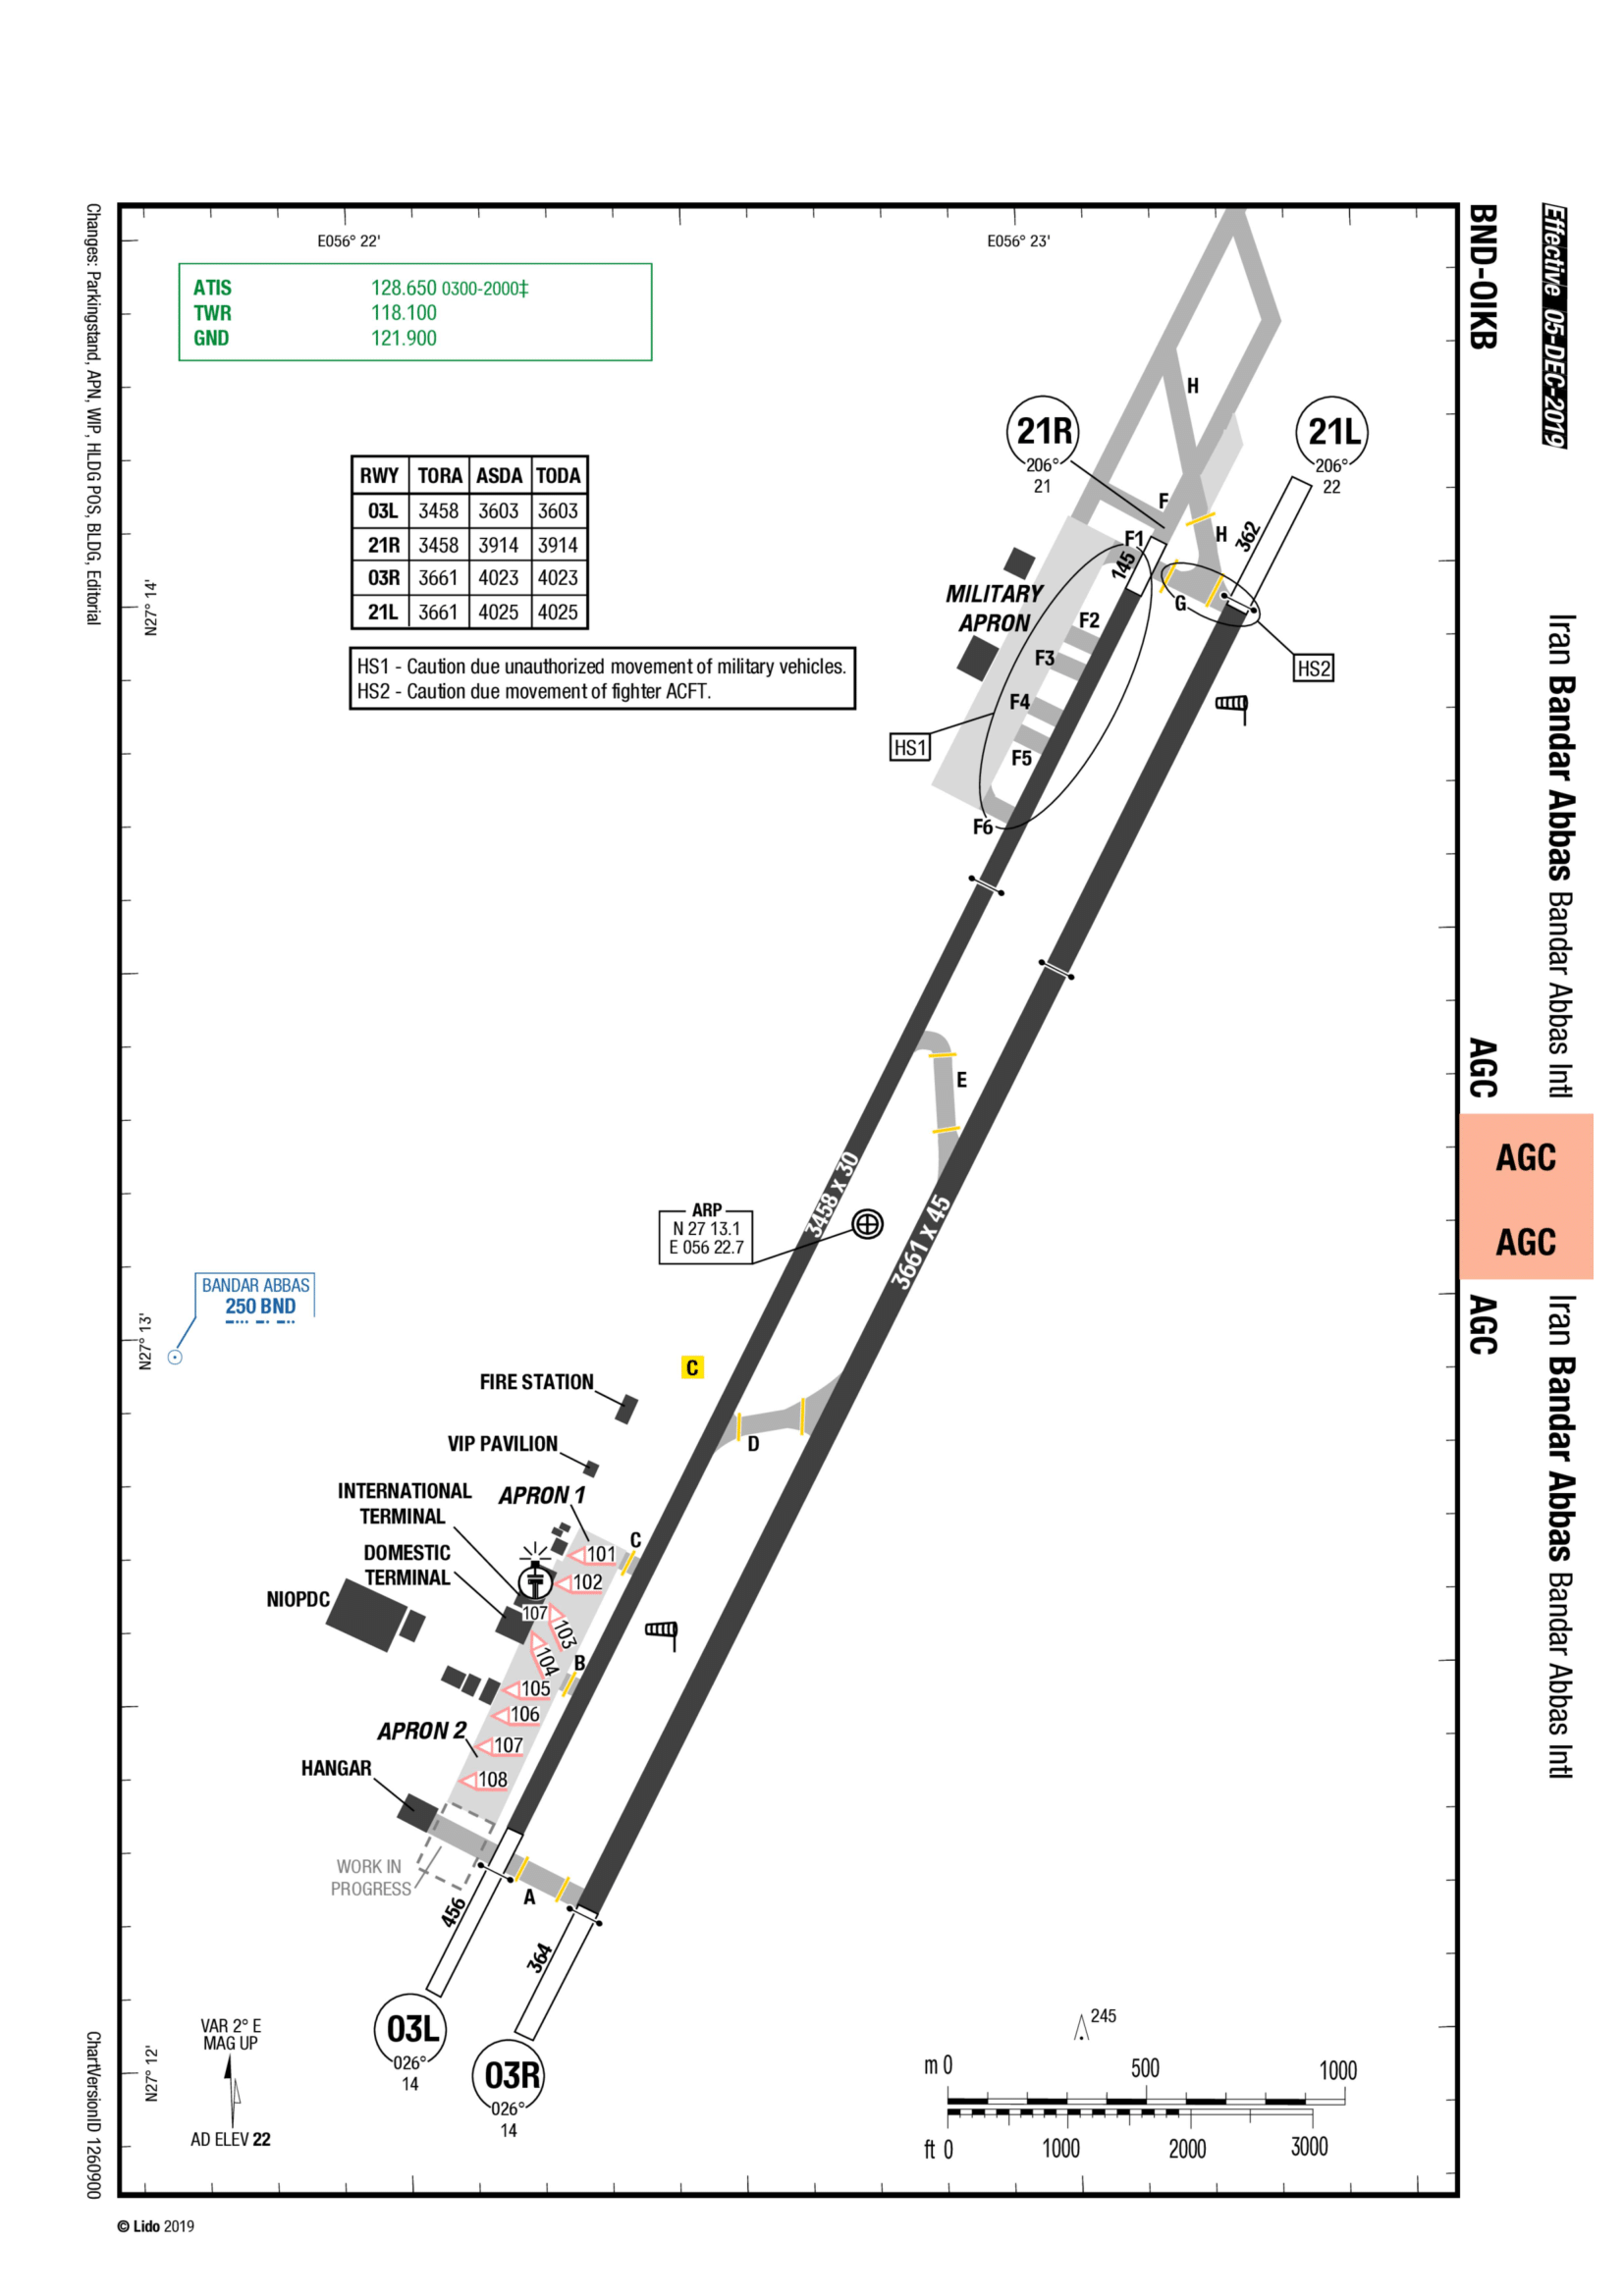 Effective 05-DEC-2019
BND-OIKB
Iran Bandar Abbas Bandar Abbas Intl
AGC
AGC
AGC
AGC
Iran Bandar Abbas Bandar Abbas Intl
Changes: Parkingstand, APN, WIP, HLDG POS, BLDG, Editorial
E056° 22'
E056° 23'
ATIS 128.650 0300-2000‡
TWR 118.100
GND 121.900
H
21R
206°
21
21L
206°
22
RWY TORA ASDA TODA
03L 3458 3603 3603
21R 3458 3914 3914
03R 3661 4023 4023
21L 3661 4025 4025
F
F1
H
362
145
N27° 14'
MILITARY
APRON
G
F2
HS1 - Caution due unauthorized movement of military vehicles.
HS2 - Caution due movement of fighter ACFT.
F3
HS2
F4
HS1
F5
F6
E
3458 x 30
3661 x 45
ARP
N 27 13.1
E 056 22.7
BANDAR ABBAS
250 BND
N27° 13'
C
FIRE STATION
D
VIP PAVILION
INTERNATIONAL
TERMINAL
APRON 1
C
DOMESTIC
TERMINAL
101
102
NIOPDC
107
103
104
B
105
106
APRON 2
107
HANGAR
108
WORK IN
PROGRESS
A
456
364
03L
026°
14
03R
026°
14
VAR 2° E
MAG UP
AD ELEV 22
N27° 12'
245
m 0 500 1000
ft 0 1000 2000 3000
ChartVersionID 1260900
© Lido 2019